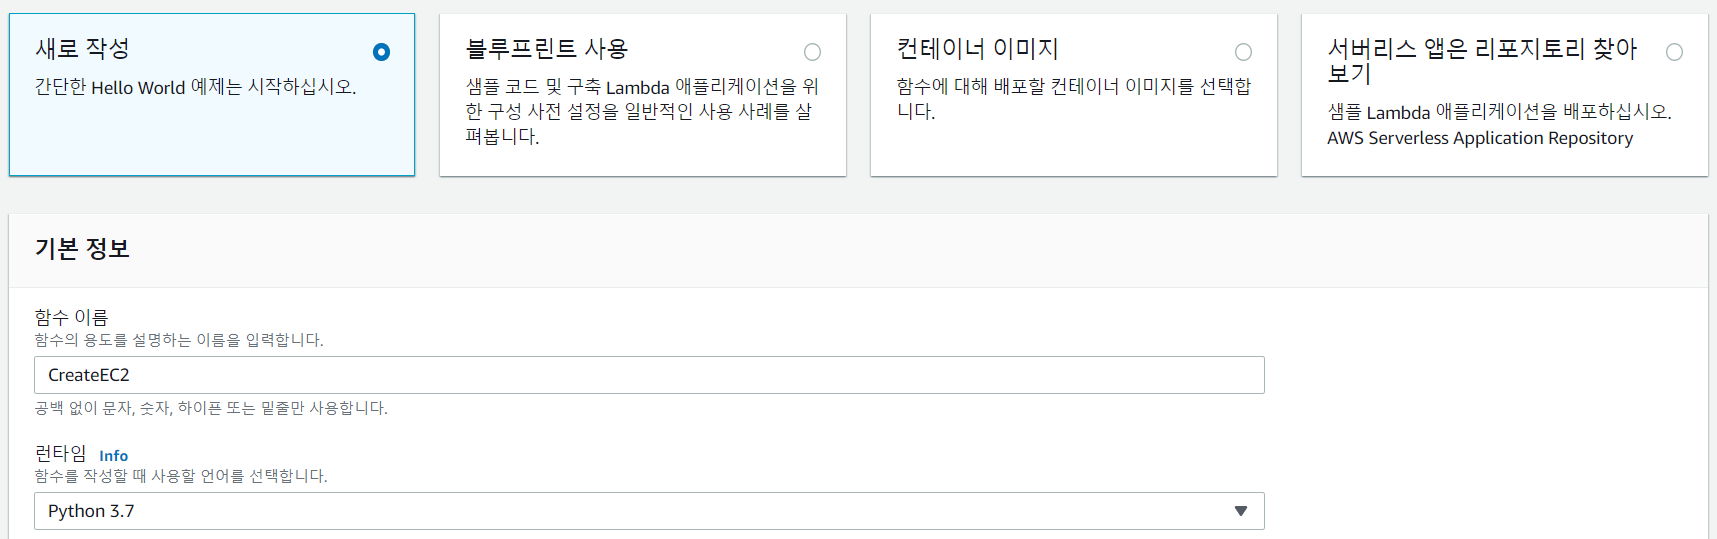 새로 작성
간단한 Hello World 예제는 시작하십시오.
블루프린트 사용
샘플 코드 및 구축 Lambda 애플리케이션을 위
한 구성 사전 설정을 일반적인 사용 사례를 살
펴봅니다.
컨테이너 이미지
함수에 대해 배포할 컨테이너 이미지를 선택합
니다.
서버리스 앱은 리포지토리 찾아
보기
샘플 Lambda 애플리케이션을 배포하십시오.
AWS Serverless Application Repository
기본 정보
함수 이름
함수의 용도를 설명하는 이름을 입력합니다.
CreateEC2
공백 없이 문자, 숫자, 하이픈 또는 밑줄만 사용합니다.
런타임 Info
함수를 작성할 때 사용할 언어를 선택합니다.
Python 3.7